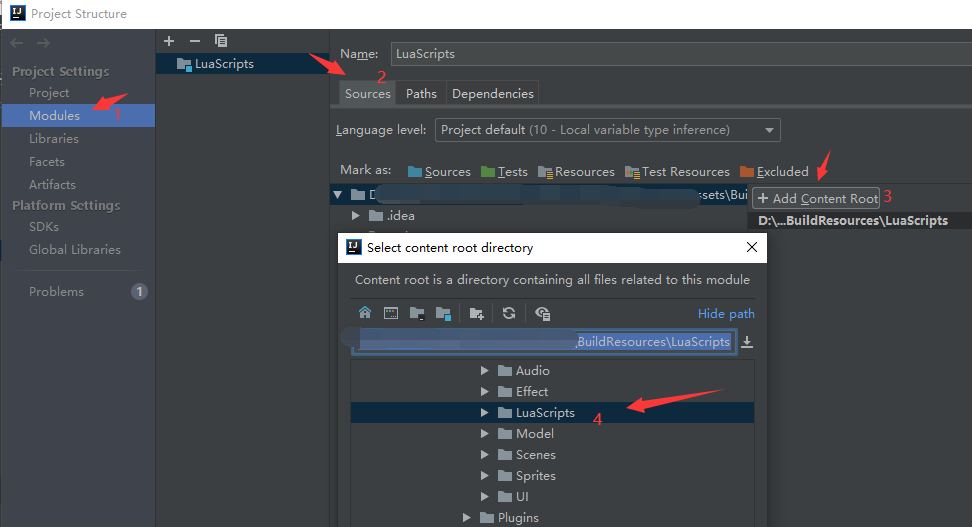 Project Structure
Project Settings
Project
Modules
1
Libraries
Facets
Artifacts
Platform Settings
SDKs
Global Libraries
Problems
1
LuaScripts
Name:
LuaScripts
2
Sources
Paths
Dependencies
Language level:
Project default (10 - Local variable type inference)
Mark as:
Sources
Tests
Resources
Test Resources
Excluded
.idea
+ Add Content Root
3
D:\...BuildResources\LuaScripts
Select content root directory
Content root is a directory containing all files related to this module
Hide path
BuildResources\LuaScripts
Audio
Effect
LuaScripts
4
Model
Scenes
Sprites
UI
Plugins